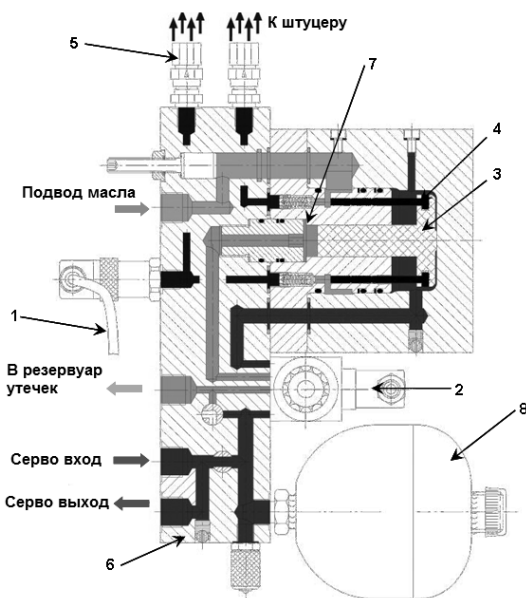 К штуцеру
5
7
4
3
Подвод масла
1
В резервуар
утечек
2
8
Серво вход
Серво выход
6